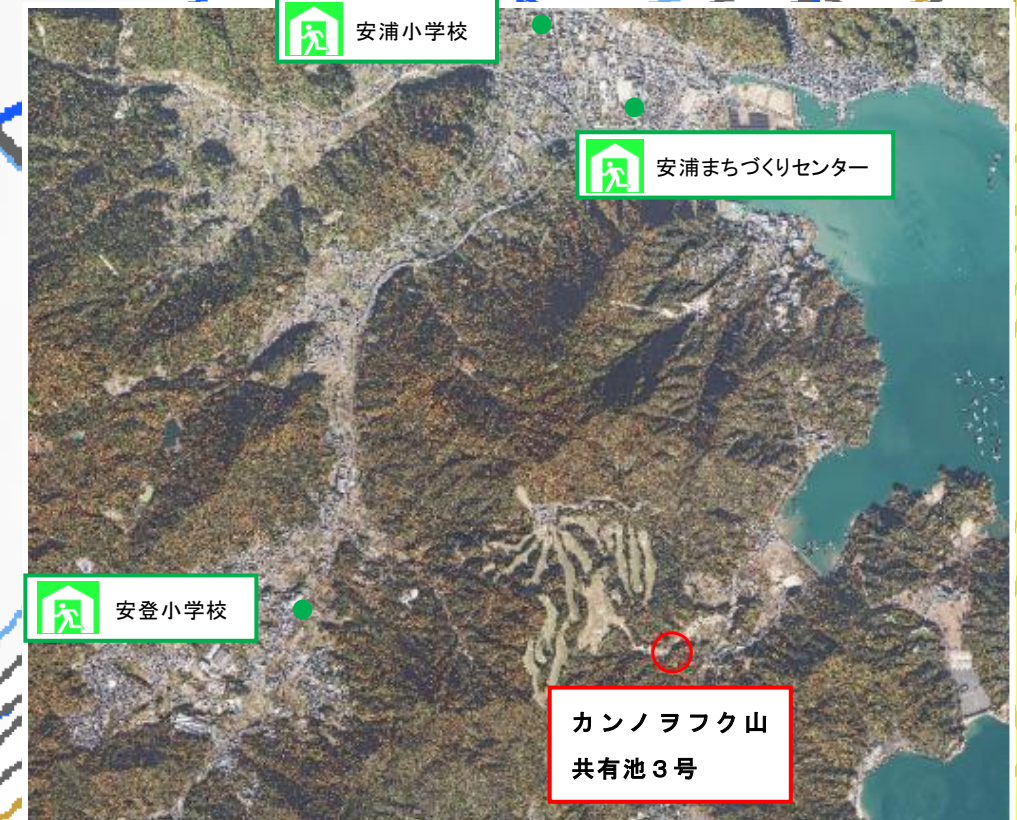 安浦小学校
安浦まちづくりセンター
安登小学校
カンノヲフク山
共有池3号